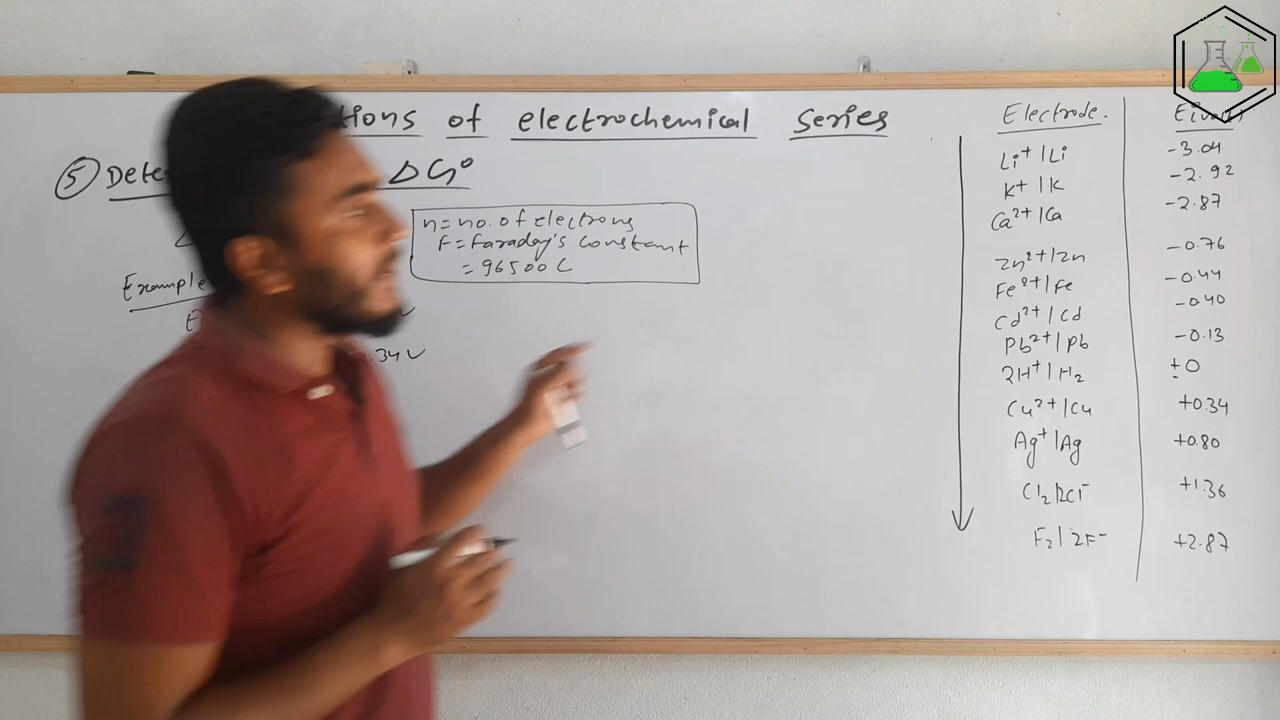 tions of electrochemical series
⑤ Dete ΔG°
n = no. of electrons
F = Faraday's constant
= 96500 C
Example
E
.34 V
Electrode.
Li⁺ | Li -3.04
K⁺ | K -2.92
Ca²⁺ | Ca -2.87
Zn²⁺ | Zn -0.76
Fe²⁺ | Fe -0.44
Cd²⁺ | Cd -0.40
Pb²⁺ | Pb -0.13
2H⁺ | H₂ ±0
Cu²⁺ | Cu +0.34
Ag⁺ | Ag +0.80
Cl₂ | 2Cl⁻ +1.36
F₂ | 2F⁻ +2.87